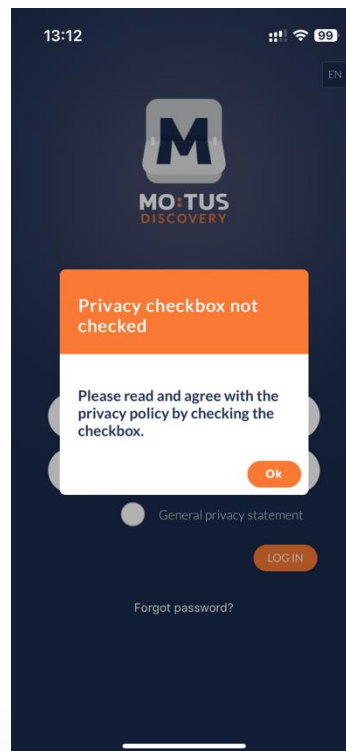 13:12
99
EN
M
MO:TUS
DISCOVERY
Privacy checkbox not
checked
Please read and agree with the
privacy policy by checking the
checkbox.
Ok
General privacy statement
LOG IN
Forgot password?